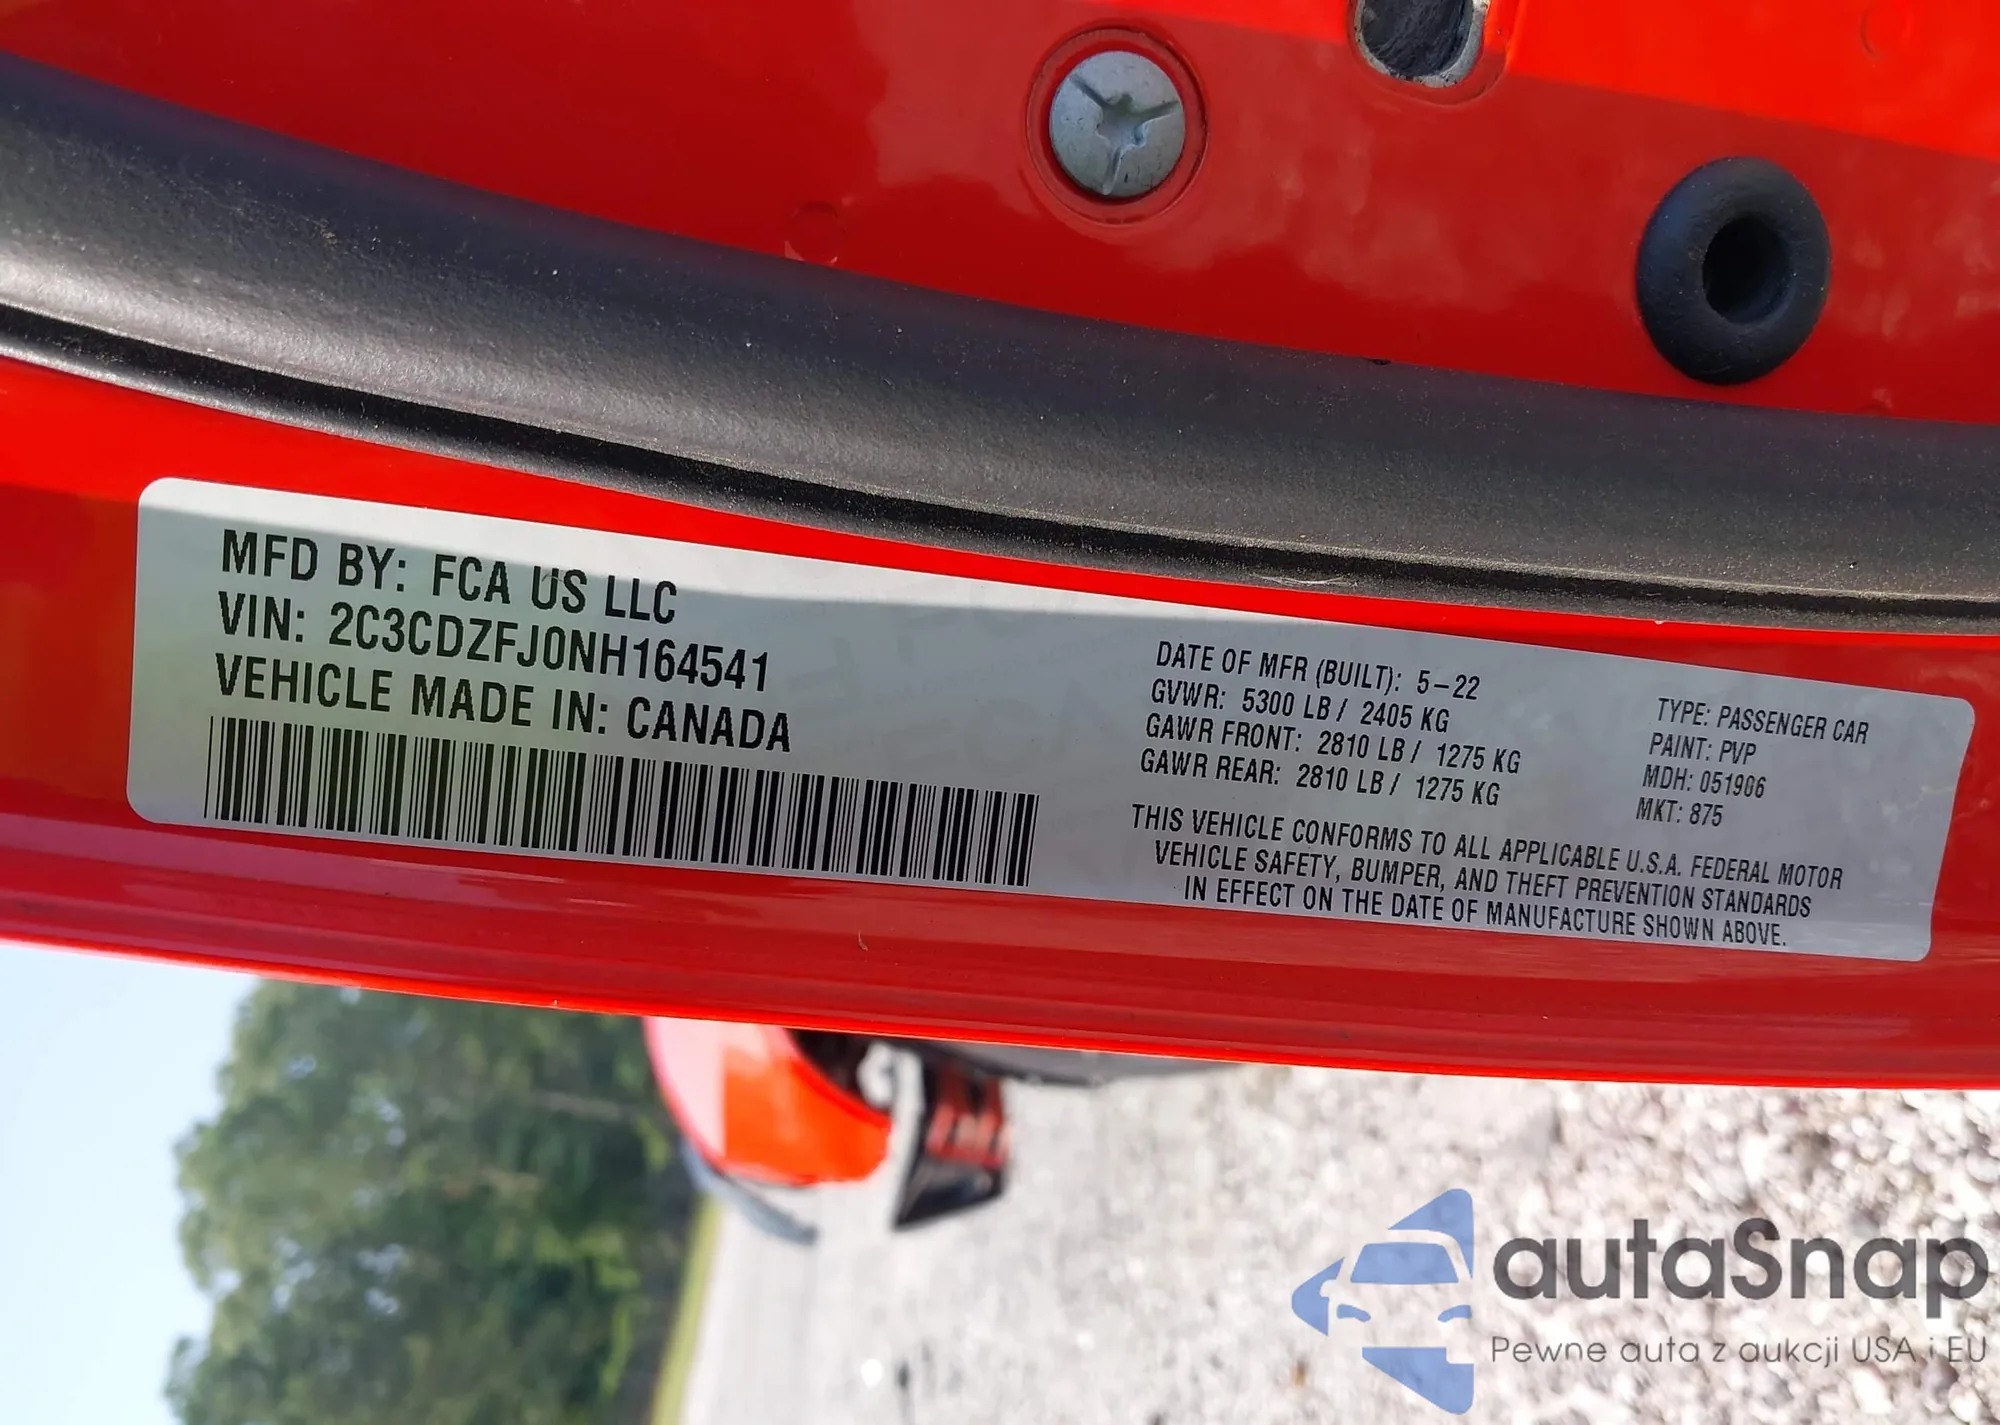 MFD BY: FCA US LLC
VIN: 2C3CDZFJ0NH164541
VEHICLE MADE IN: CANADA
DATE OF MFR (BUILT): 5-22
GVWR: 5300 LB / 2405 KG
GAWR FRONT: 2810 LB / 1275 KG
GAWR REAR: 2810 LB / 1275 KG
TYPE: PASSENGER CAR
PAINT: PVP
MDH: 051906
MKT: 875
THIS VEHICLE CONFORMS TO ALL APPLICABLE U.S.A. FEDERAL MOTOR
VEHICLE SAFETY, BUMPER, AND THEFT PREVENTION STANDARDS
IN EFFECT ON THE DATE OF MANUFACTURE SHOWN ABOVE.
autaSnap
Pewne auta z aukcji USA i EU